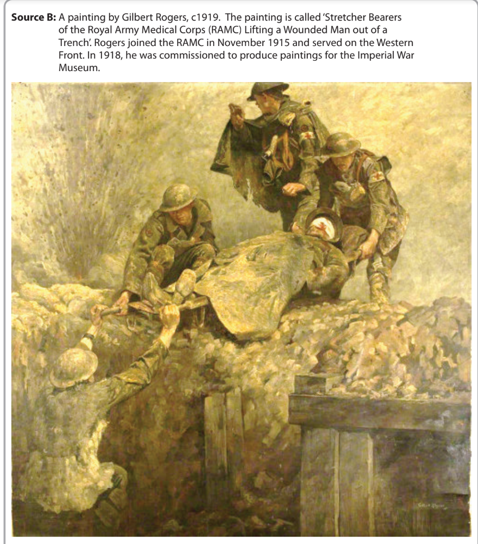 Source B: A painting by Gilbert Rogers, c1919. The painting is called ‘Stretcher Bearers
of the Royal Army Medical Corps (RAMC) Lifting a Wounded Man out of a
Trench’. Rogers joined the RAMC in November 1915 and served on the Western
Front. In 1918, he was commissioned to produce paintings for the Imperial War
Museum.